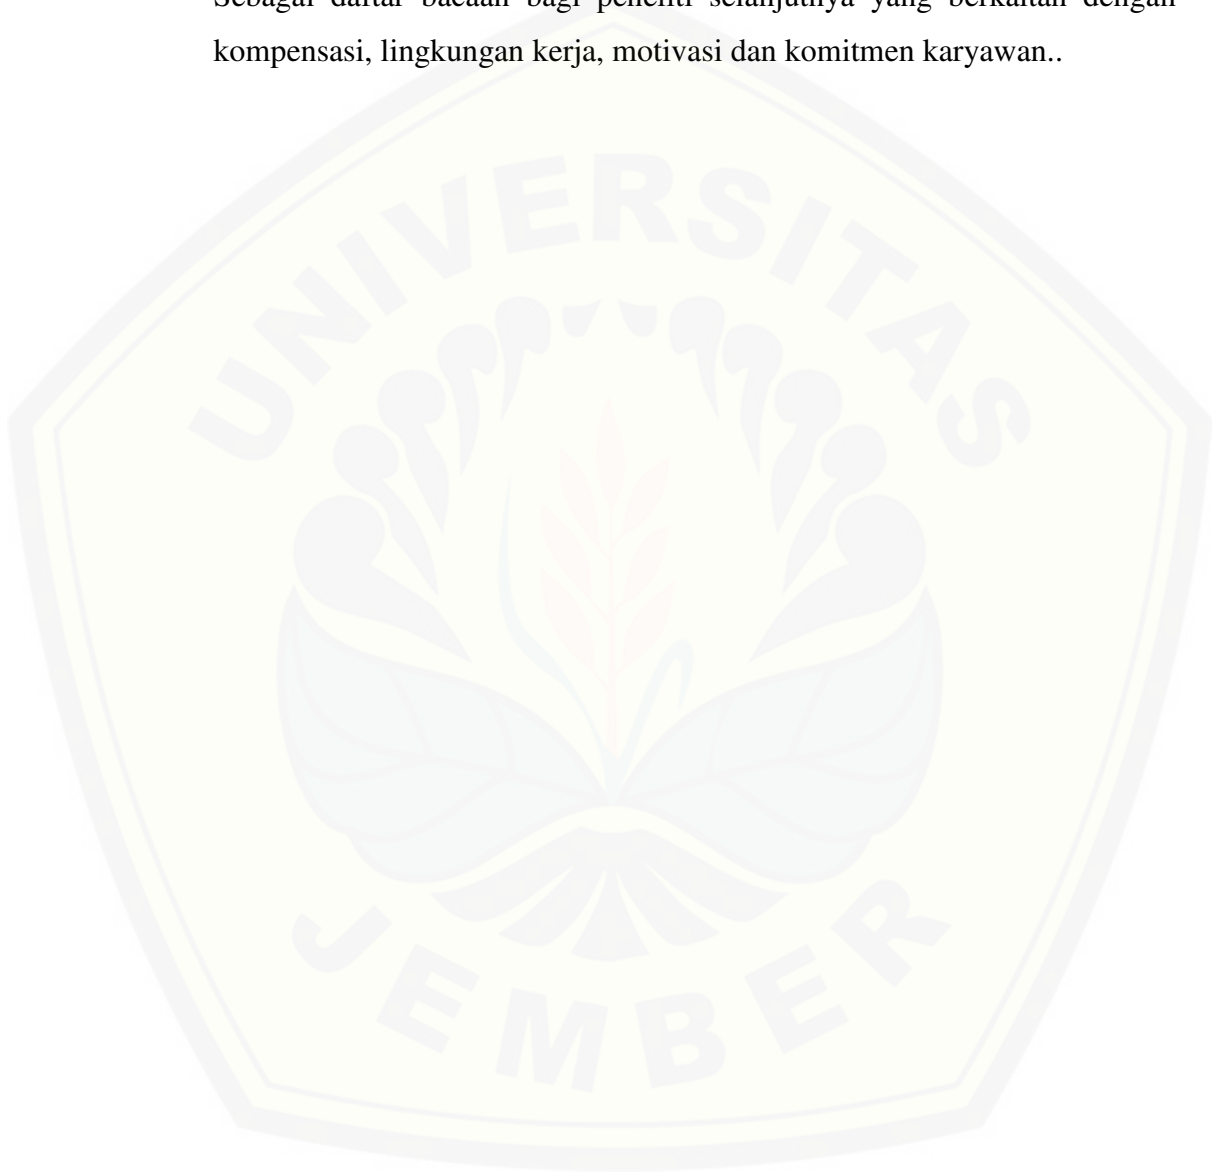 Sebagai daftar bacaan bagi peneliti selanjutnya yang berkaitan dengan
kompensasi, lingkungan kerja, motivasi dan komitmen karyawan..
UNIVERSITAS
JEMBER